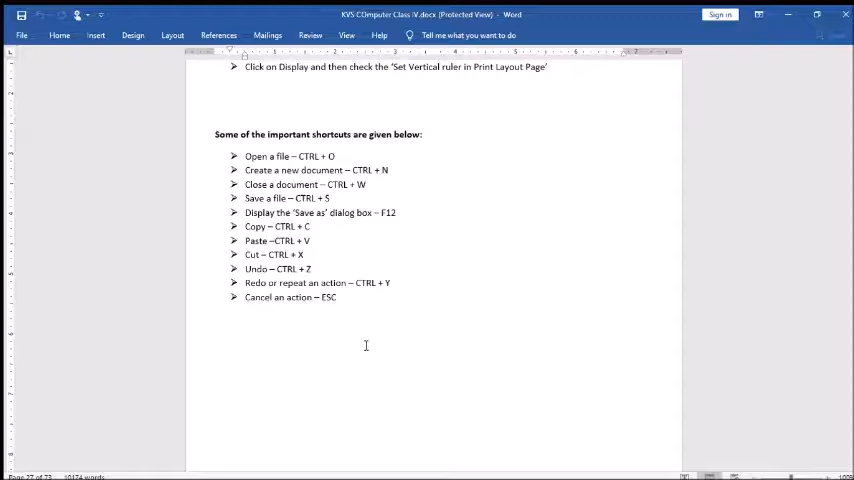 KVS COmputer Class IV.docx (Protected View) - Word
Sign in
File Home Insert Design Layout References Mailings Review View Help Tell me what you want to do
Click on Display and then check the 'Set Vertical ruler in Print Layout Page'
Some of the important shortcuts are given below:
Open a file – CTRL + O
Create a new document – CTRL + N
Close a document – CTRL + W
Save a file – CTRL + S
Display the 'Save as' dialog box – F12
Copy – CTRL + C
Paste –CTRL + V
Cut – CTRL + X
Undo – CTRL + Z
Redo or repeat an action – CTRL + Y
Cancel an action – ESC
Page 27 of 73 10174 words 100%